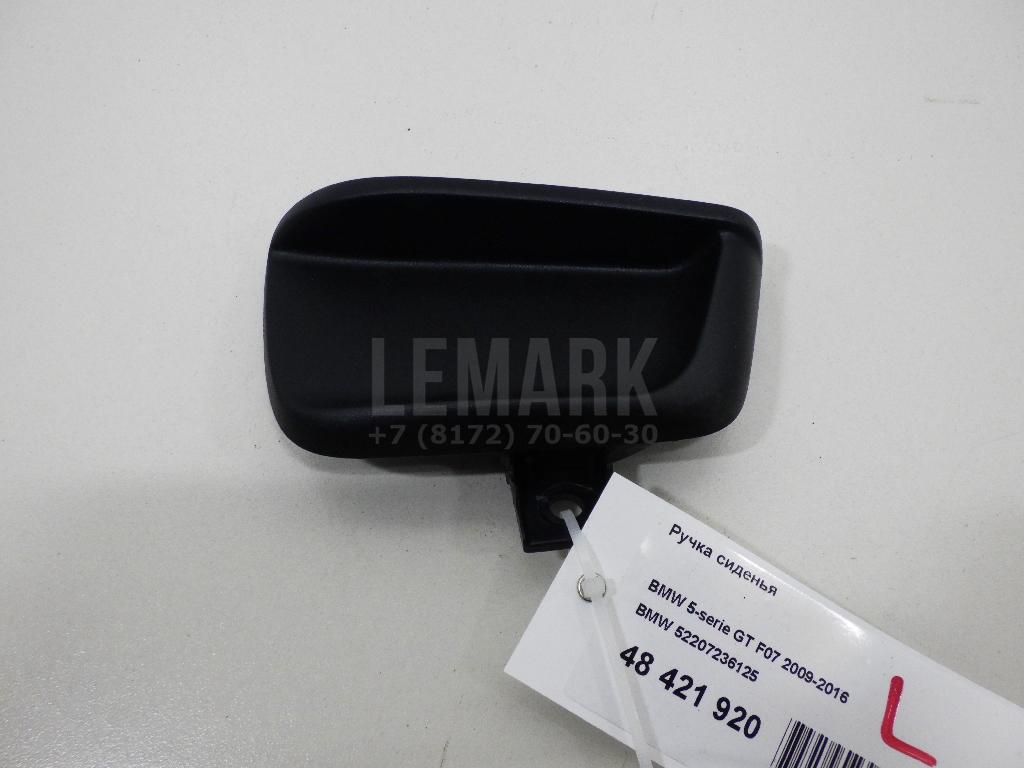 LEMARK
+7 (8172) 70-60-30
Ручка сиденья
BMW 5-serie GT F07 2009-2016
BMW 52207236125
48 421 920
L